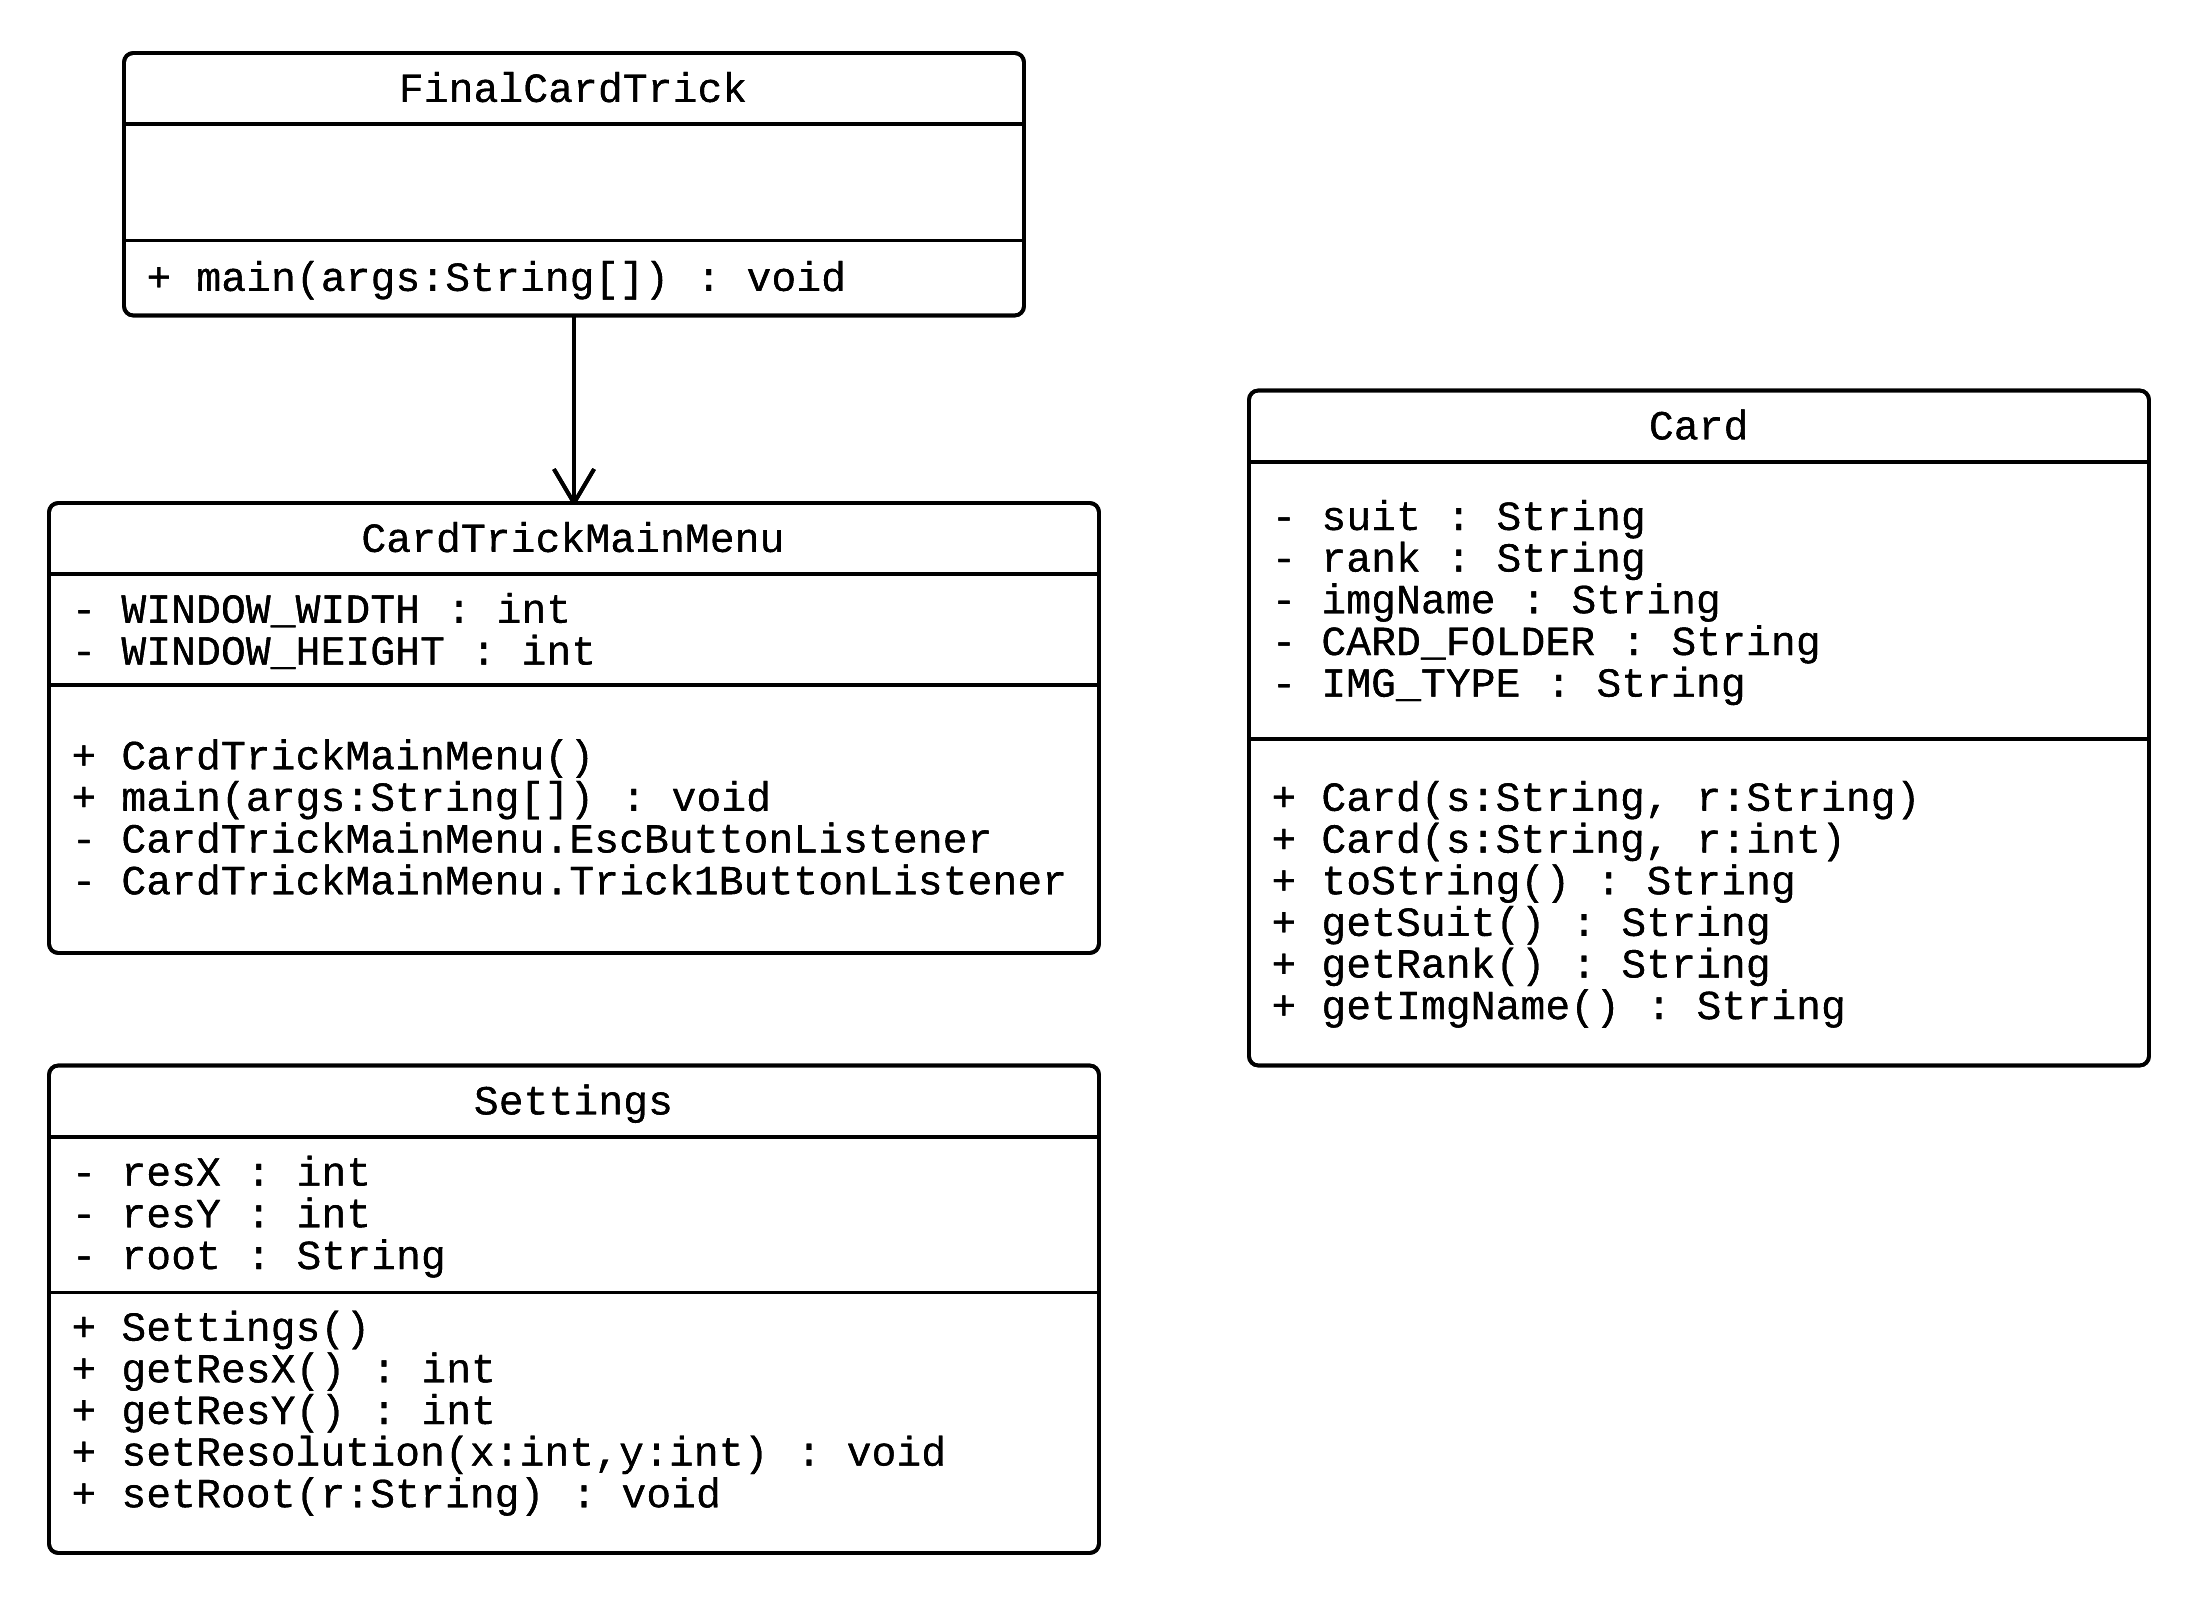 FinalCardTrick
+ main(args:String[]) : void
CardTrickMainMenu
- WINDOW_WIDTH : int
- WINDOW_HEIGHT : int
+ CardTrickMainMenu()
+ main(args:String[]) : void
- CardTrickMainMenu.EscButtonListener
- CardTrickMainMenu.Trick1ButtonListener
Settings
- resX : int
- resY : int
- root : String
+ Settings()
+ getResX() : int
+ getResY() : int
+ setResolution(x:int,y:int) : void
+ setRoot(r:String) : void
Card
- suit : String
- rank : String
- imgName : String
- CARD_FOLDER : String
- IMG_TYPE : String
+ Card(s:String, r:String)
+ Card(s:String, r:int)
+ toString() : String
+ getSuit() : String
+ getRank() : String
+ getImgName() : String